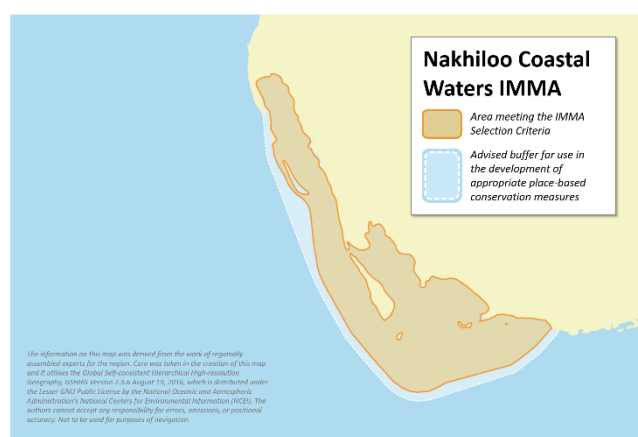 Nakhiloo Coastal
Waters IMMA
Area meeting the IMMA
Selection Criteria
Advised buffer for use in
the development of
appropriate place-based
conservation measures
The information on this map was derived from the work of regionally
assembled experts for the region. Care was taken in the creation of this map
and it utilises the Global Self-consistent Hierarchical High-resolution
Geography, GSHHG Version 2.3.6 August 19, 2016, which is distributed under
the Lesser GNU Public License by the National Oceanic and Atmospheric
Administration's National Centers for Environmental Information (NCEI). The
authors cannot accept any responsibility for errors, omissions, or positional
accuracy. Not to be used for purposes of navigation.